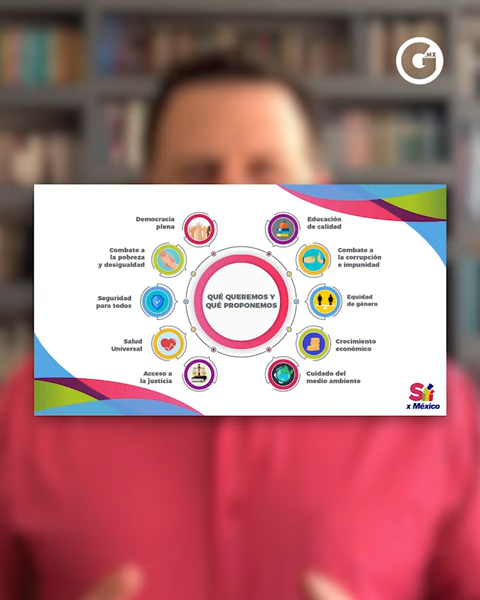 G.MX
Democracia
plena
Combate a
la pobreza
y desigualdad
Seguridad
para todos
Salud
Universal
Acceso a
la justicia
QUÉ QUEREMOS Y
QUÉ PROPONEMOS
Educación
de calidad
Combate a
la corrupción
e impunidad
Equidad
de género
Crecimiento
económico
Cuidado del
medio ambiente
Sí
x México